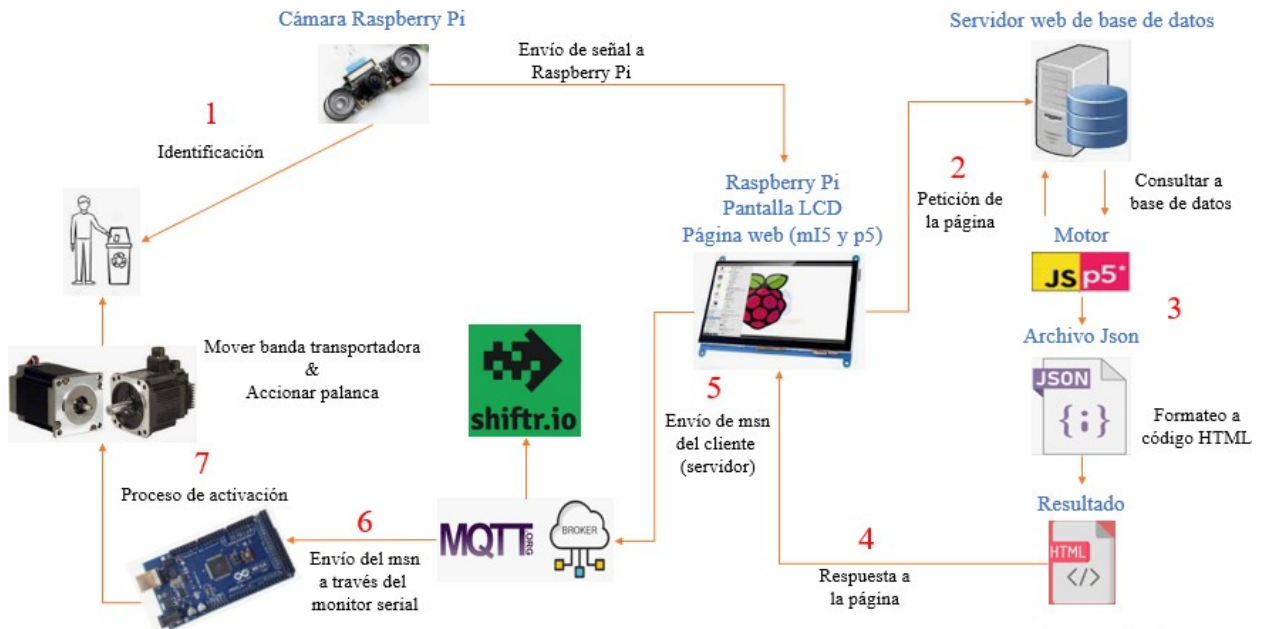 Cámara Raspberry Pi
Servidor web de base de datos
Envío de señal a
Raspberry Pi
1
Identificación
2
Petición de
la página
Consultar a
base de datos
Raspberry Pi
Pantalla LCD
Página web (mI5 y p5)
Motor
JS p5*
3
Archivo Json
JSON
{;}
Formateo a
código HTML
Mover banda transportadora
&
Accionar palanca
shiftr.io
5
Envío de msn
del cliente
(servidor)
7
Proceso de activación
Resultado
HTML
</>
6
Envío del msn
a través del
monitor serial
MQTT.ORG
BROKER
4
Respuesta a
la página